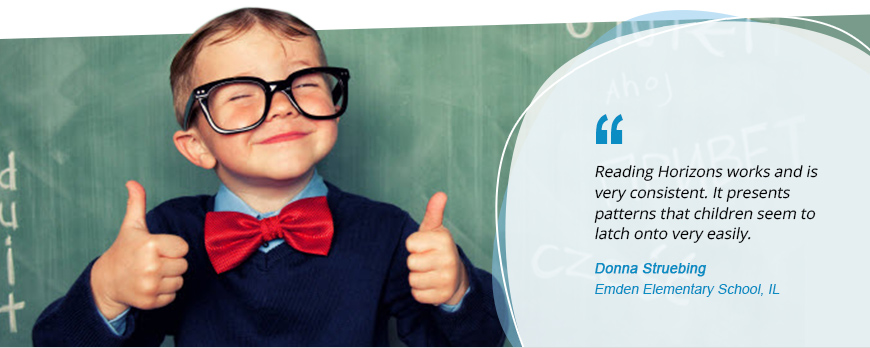 Ahoj
“
Reading Horizons works and is
very consistent. It presents
patterns that children seem to
latch onto very easily.
Donna Struebing
Emden Elementary School, IL